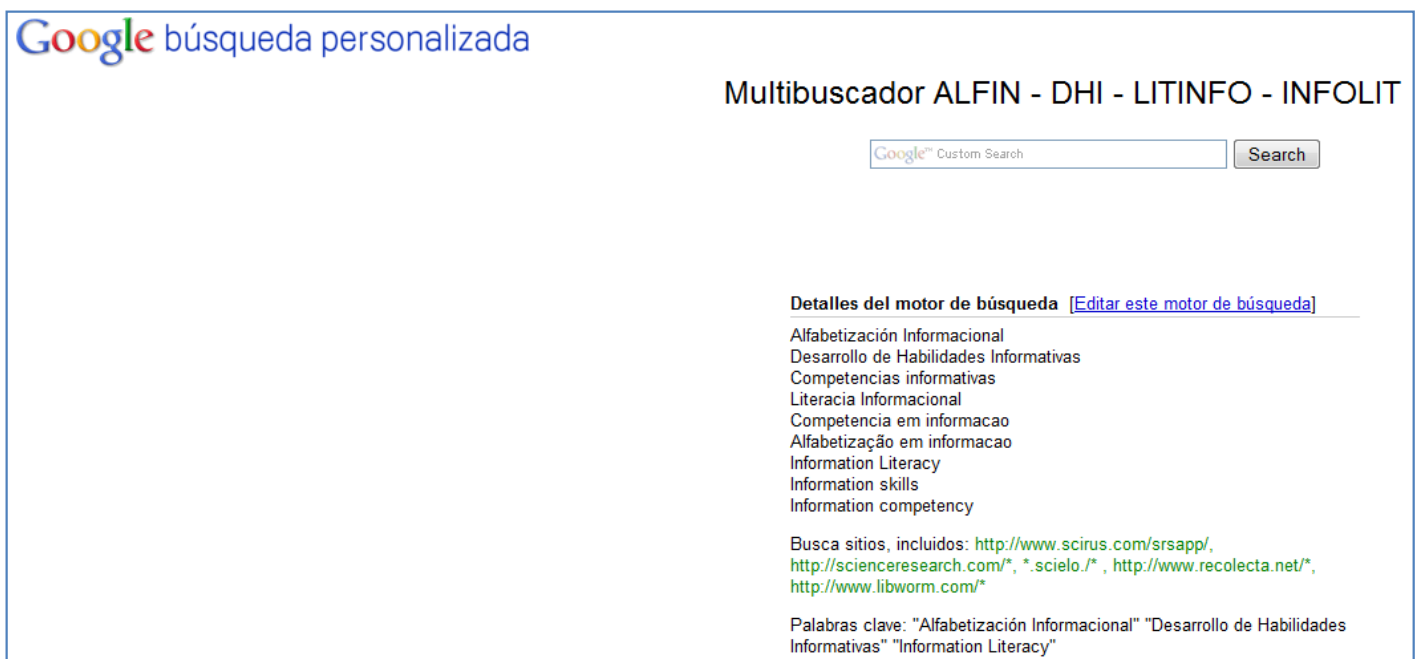 Google búsqueda personalizada
Multibuscador ALFIN - DHI - LITINFO - INFOLIT
Google™ Custom Search
Search
Detalles del motor de búsqueda [Editar este motor de búsqueda]
Alfabetización Informacional
Desarrollo de Habilidades Informativas
Competencias informativas
Literacia Informacional
Competencia em informacao
Alfabetização em informacao
Information Literacy
Information skills
Information competency
Busca sitios, incluidos: http://www.scirus.com/srsapp/,
http://scienceresearch.com/*, *.scielo./* , http://www.recolecta.net/*,
http://www.libworm.com/*
Palabras clave: "Alfabetización Informacional" "Desarrollo de Habilidades
Informativas" "Information Literacy"